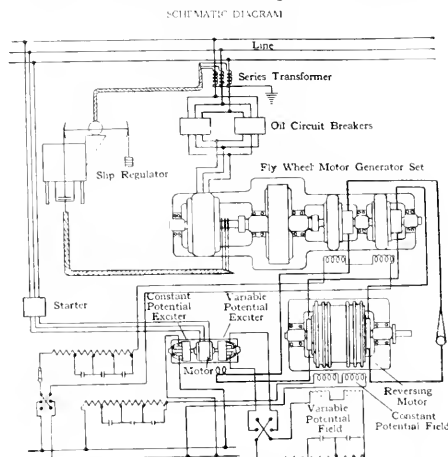 SCHEMATIC DIAGRAM
Line
Series Transformer
Oil Circuit Breakers
Slip Regulator
Fly Wheel Motor Generator Set
Starter
Constant
Potential
Exciter
Variable
Potential
Exciter
Motor
Reversing
Motor
Variable
Potential
Field
Constant
Potential Field